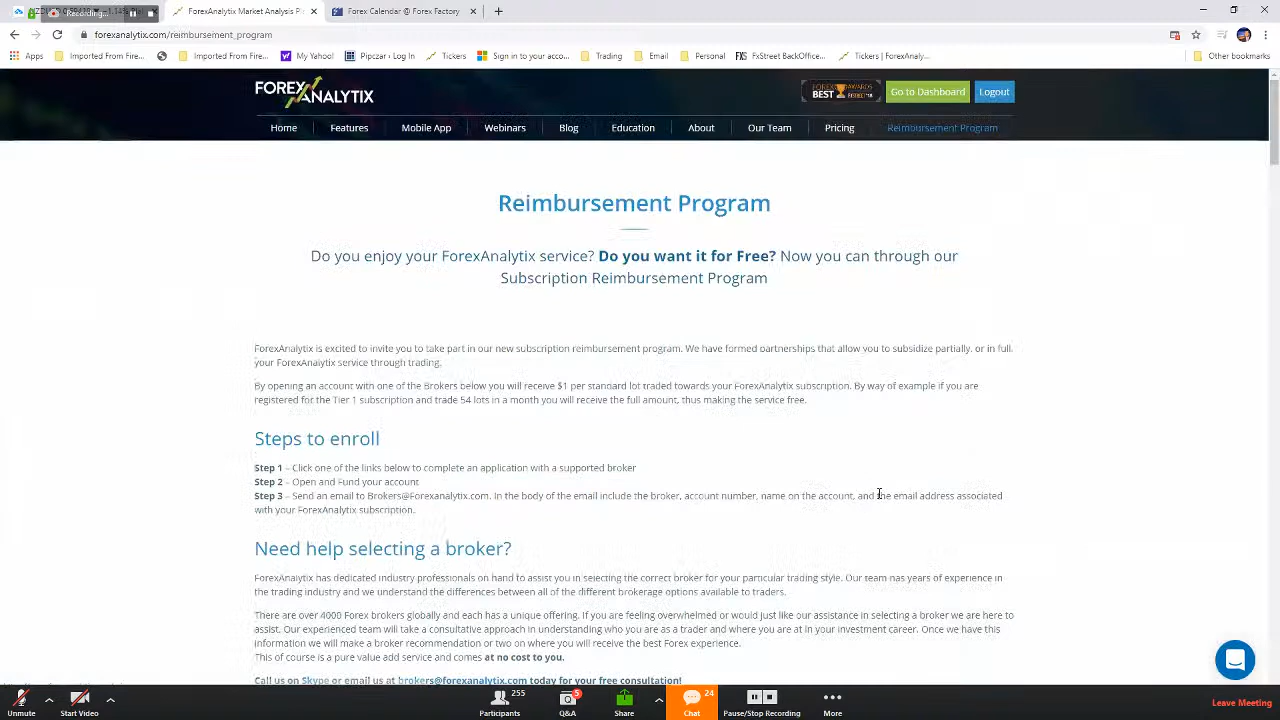 Recording...
ForexAnalytix Market Analysis Pl
Forex Calendar @ Forex Factory
forexanalytix.com/reimbursement_program
Apps
Imported From Fire...
Imported From Fire...
My Yahoo!
Pipczar › Log In
Tickers
Sign in to your acco...
Trading
Email
Personal
FXS FxStreet BackOffice...
Tickers | ForexAnaly...
Other bookmarks
FOREX ANALYTIX
FOREX AWARDS
BEST
Go to Dashboard
Logout
Home
Features
Mobile App
Webinars
Blog
Education
About
Our Team
Pricing
Reimbursement Program
Reimbursement Program
Do you enjoy your ForexAnalytix service? Do you want it for Free? Now you can through our
Subscription Reimbursement Program
ForexAnalytix is excited to invite you to take part in our new subscription reimbursement program. We have formed partnerships that allow you to subsidize partially, or in full,
your ForexAnalytix service through trading.
By opening an account with one of the Brokers below you will receive $1 per standard lot traded towards your ForexAnalytix subscription. By way of example if you are
registered for the Tier 1 subscription and trade 54 lots in a month you will receive the full amount, thus making the service free.
Steps to enroll
Step 1 – Click one of the links below to complete an application with a supported broker
Step 2 – Open and Fund your account
Step 3 – Send an email to Brokers@Forexanalytix.com. In the body of the email include the broker, account number, name on the account, and the email address associated
with your ForexAnalytix subscription.
Need help selecting a broker?
ForexAnalytix has dedicated industry professionals on hand to assist you in selecting the correct broker for your particular trading style. Our team has years of experience in
the trading industry and we understand the differences between all of the different brokerage options available to traders.
There are over 4000 Forex brokers globally and each has a unique offering. If you are feeling overwhelmed or would just like our assistance in selecting a broker we are here to
assist. Our experienced team will take a consultative approach in understanding who you are as a trader and where you are at in your investment career. Once we have this
information we will make a broker recommendation or two on where you will receive the best Forex experience.
This of course is a pure value add service and comes at no cost to you.
Call us on Skype or email us at brokers@forexanalytix.com today for your free consultation!
Unmute
Start Video
Participants
255
Q&A
5
Share
Chat
24
Pause/Stop Recording
More
Leave Meeting